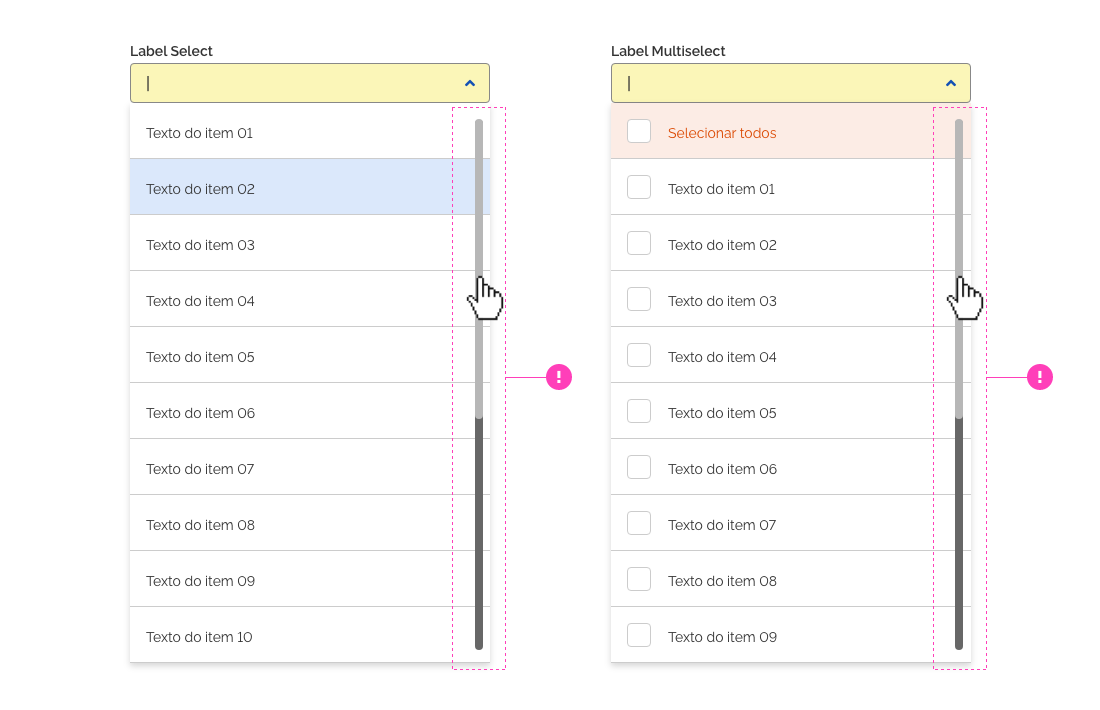 Label Select
Texto do item 01
Texto do item 02
Texto do item 03
Texto do item 04
Texto do item 05
Texto do item 06
Texto do item 07
Texto do item 08
Texto do item 09
Texto do item 10
!
Label Multiselect
Selecionar todos
Texto do item 01
Texto do item 02
Texto do item 03
Texto do item 04
Texto do item 05
Texto do item 06
Texto do item 07
Texto do item 08
Texto do item 09
!